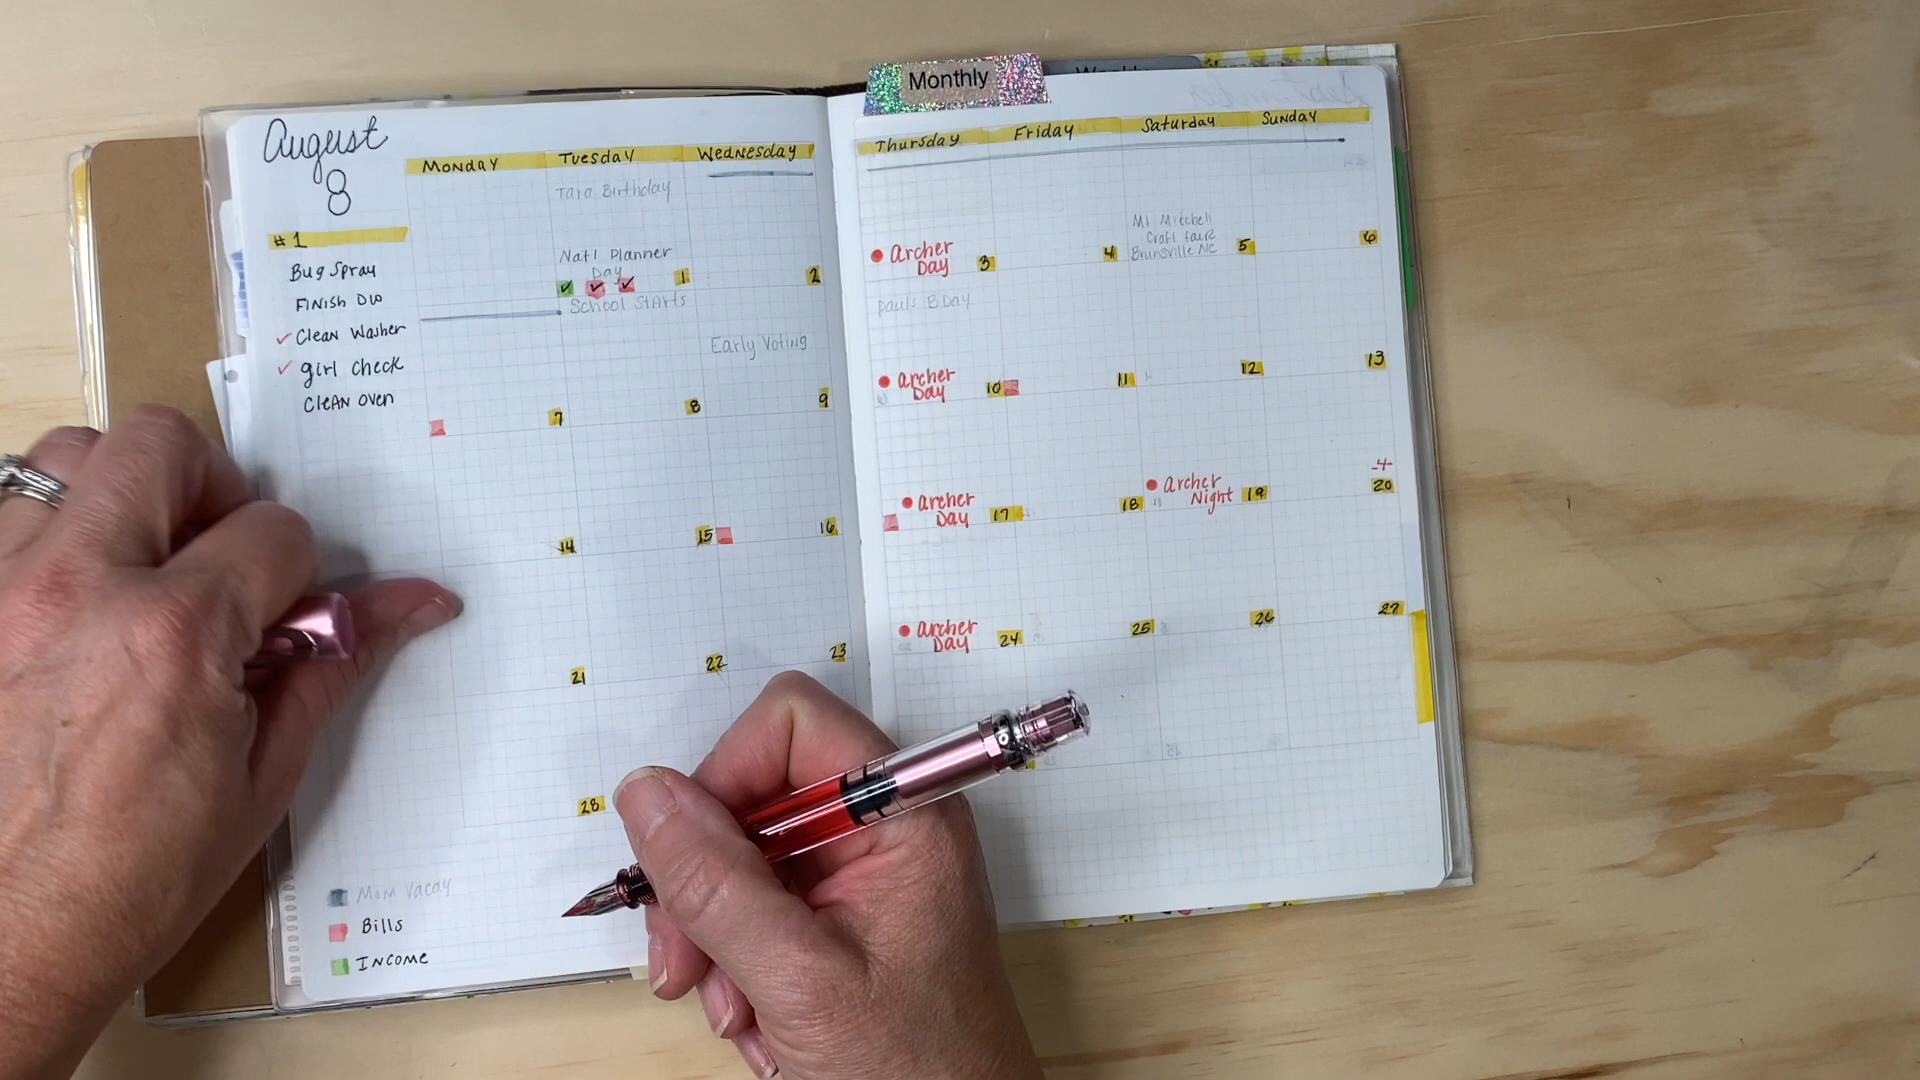 Monthly
August
8
Monday
Tuesday
Wednesday
Thursday
Friday
Saturday
Sunday
#1
Bug Spray
Finish DIO
✓ Clean Washer
✓ girl check
Clean oven
Tara Birthday
Nat'l Planner
Day
✓ ✓ ✓
1
2
Archer
Day
3
4
Mt Mitchell
Craft fair
5
6
School Starts
Early Voting
7
8
9
Pauls BDay
Archer
Day
10
11
12
13
14
15
16
Archer
Day
17
18
Archer
Night
19
-4-
20
21
22
23
Archer
Day
24
25
26
27
28
Mom Vacay
Bills
Income